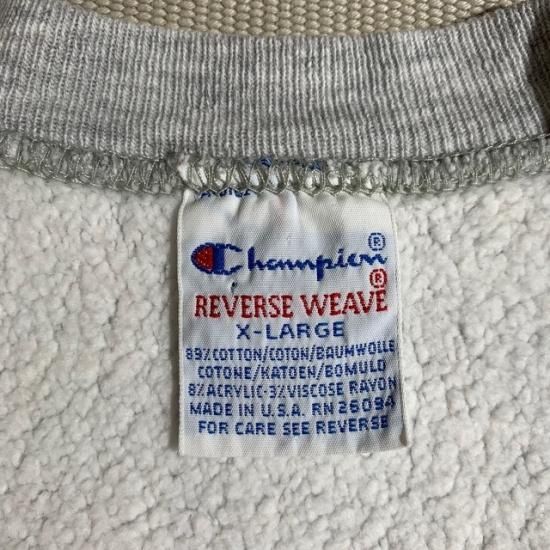 Champion®
REVERSE WEAVE®
X-LARGE
89%COTTON/COTON/BAUMWOLLE
COTONE/KATOEN/BOMULD
8%ACRYLIC-3%VISCOSE RAYON
MADE IN U.S.A. RN 26094
FOR CARE SEE REVERSE